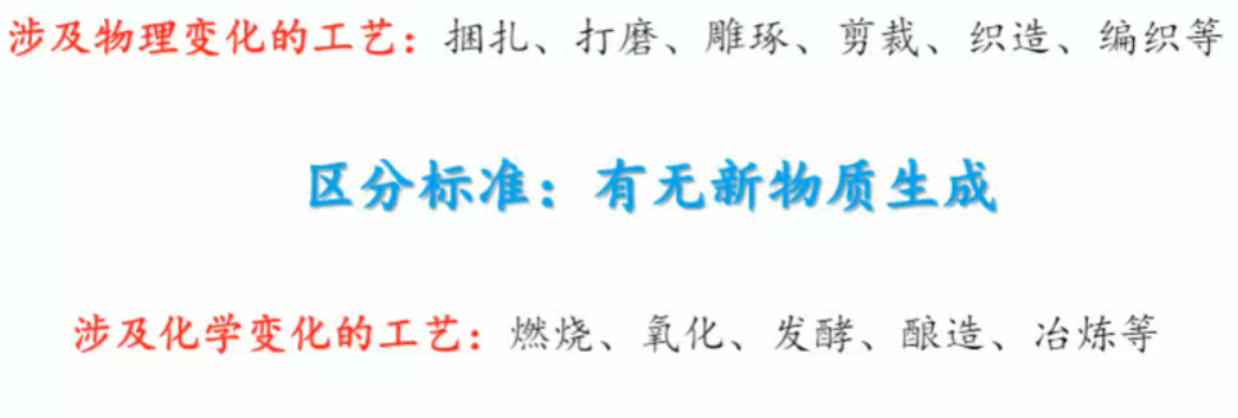 涉及物理变化的工艺：捆扎、打磨、雕琢、剪裁、织造、编织等
区分标准：有无新物质生成
涉及化学变化的工艺：燃烧、氧化、发酵、酿造、冶炼等